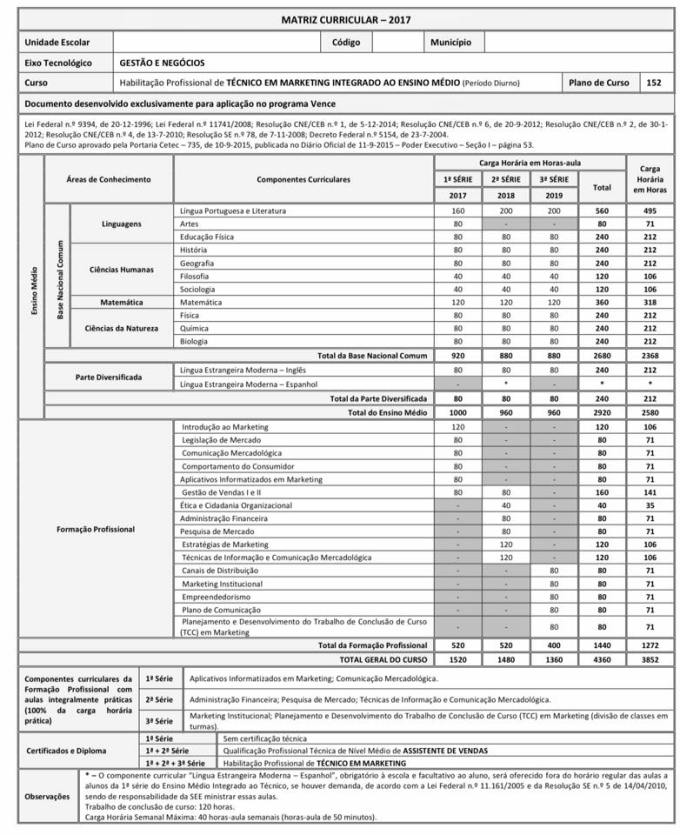 MATRIZ CURRICULAR – 2017
Unidade Escolar Código Município
Eixo Tecnológico GESTÃO E NEGÓCIOS
Curso Habilitação Profissional de TÉCNICO EM MARKETING INTEGRADO AO ENSINO MÉDIO (Período Diurno) Plano de Curso 152
Documento desenvolvido exclusivamente para aplicação no programa Vence
Lei Federal n.º 9394, de 20-12-1996; Lei Federal n.º 11741/2008; Resolução CNE/CEB n.º 1, de 5-12-2014; Resolução CNE/CEB n.º 6, de 20-9-2012; Resolução CNE/CEB n.º 2, de 30-1-
2012; Resolução CNE/CEB n.º 4, de 13-7-2010; Resolução SE n.º 78, de 7-11-2008; Decreto Federal n.º 5154, de 23-7-2004.
Plano de Curso aprovado pela Portaria Cetec – 735, de 10-9-2015, publicada no Diário Oficial de 11-9-2015 – Poder Executivo – Seção I – página 53.
Áreas de Conhecimento Componentes Curriculares Carga Horária em Horas-aula Carga Horária em Horas
1ª SÉRIE 2ª SÉRIE 3ª SÉRIE Total
2017 2018 2019
Ensino Médio
Base Nacional Comum
Linguagens
Língua Portuguesa e Literatura 160 200 200 560 495
Artes 80 - - 80 71
Educação Física 80 80 80 240 212
Ciências Humanas
História 80 80 80 240 212
Geografia 80 80 80 240 212
Filosofia 40 40 40 120 106
Sociologia 40 40 40 120 106
Matemática Matemática 120 120 120 360 318
Ciências da Natureza
Física 80 80 80 240 212
Química 80 80 80 240 212
Biologia 80 80 80 240 212
Total da Base Nacional Comum 920 880 880 2680 2368
Parte Diversificada
Língua Estrangeira Moderna – Inglês 80 80 80 240 212
Língua Estrangeira Moderna – Espanhol - * - * *
Total da Parte Diversificada 80 80 80 240 212
Total do Ensino Médio 1000 960 960 2920 2580
Formação Profissional
Introdução ao Marketing 120 - - 120 106
Legislação de Mercado 80 - - 80 71
Comunicação Mercadológica 80 - - 80 71
Comportamento do Consumidor 80 - - 80 71
Aplicativos Informatizados em Marketing 80 - - 80 71
Gestão de Vendas I e II 80 80 - 160 141
Ética e Cidadania Organizacional - 40 - 40 35
Administração Financeira - 80 - 80 71
Pesquisa de Mercado - 80 - 80 71
Estratégias de Marketing - 120 - 120 106
Técnicas de Informação e Comunicação Mercadológica - 120 - 120 106
Canais de Distribuição - - 80 80 71
Marketing Institucional - - 80 80 71
Empreendedorismo - - 80 80 71
Plano de Comunicação - - 80 80 71
Planejamento e Desenvolvimento do Trabalho de Conclusão de Curso
(TCC) em Marketing - - 80 80 71
Total da Formação Profissional 520 520 400 1440 1272
TOTAL GERAL DO CURSO 1520 1480 1360 4360 3852
Componentes curriculares da
Formação Profissional com
aulas integralmente práticas
(100% da carga horária
prática)
1ª Série Aplicativos Informatizados em Marketing; Comunicação Mercadológica.
2ª Série Administração Financeira; Pesquisa de Mercado; Técnicas de Informação e Comunicação Mercadológica.
3ª Série Marketing Institucional; Planejamento e Desenvolvimento do Trabalho de Conclusão de Curso (TCC) em Marketing (divisão de classes em
turmas).
Certificados e Diploma
1ª Série Sem certificação técnica
1ª + 2ª Série Qualificação Profissional Técnica de Nível Médio de ASSISTENTE DE VENDAS
1ª + 2ª + 3ª Série Habilitação Profissional de TÉCNICO EM MARKETING
Observações
* – O componente curricular "Língua Estrangeira Moderna – Espanhol", obrigatório à escola e facultativo ao aluno, será oferecido fora do horário regular das aulas a
alunos da 1ª série do Ensino Médio Integrado ao Técnico, se houver demanda, de acordo com a Lei Federal n.º 11.161/2005 e da Resolução SE n.º 5 de 14/04/2010,
sendo de responsabilidade da SEE ministrar essas aulas.
Trabalho de conclusão de curso: 120 horas.
Carga Horária Semanal Máxima: 40 horas-aula semanais (horas-aula de 50 minutos).